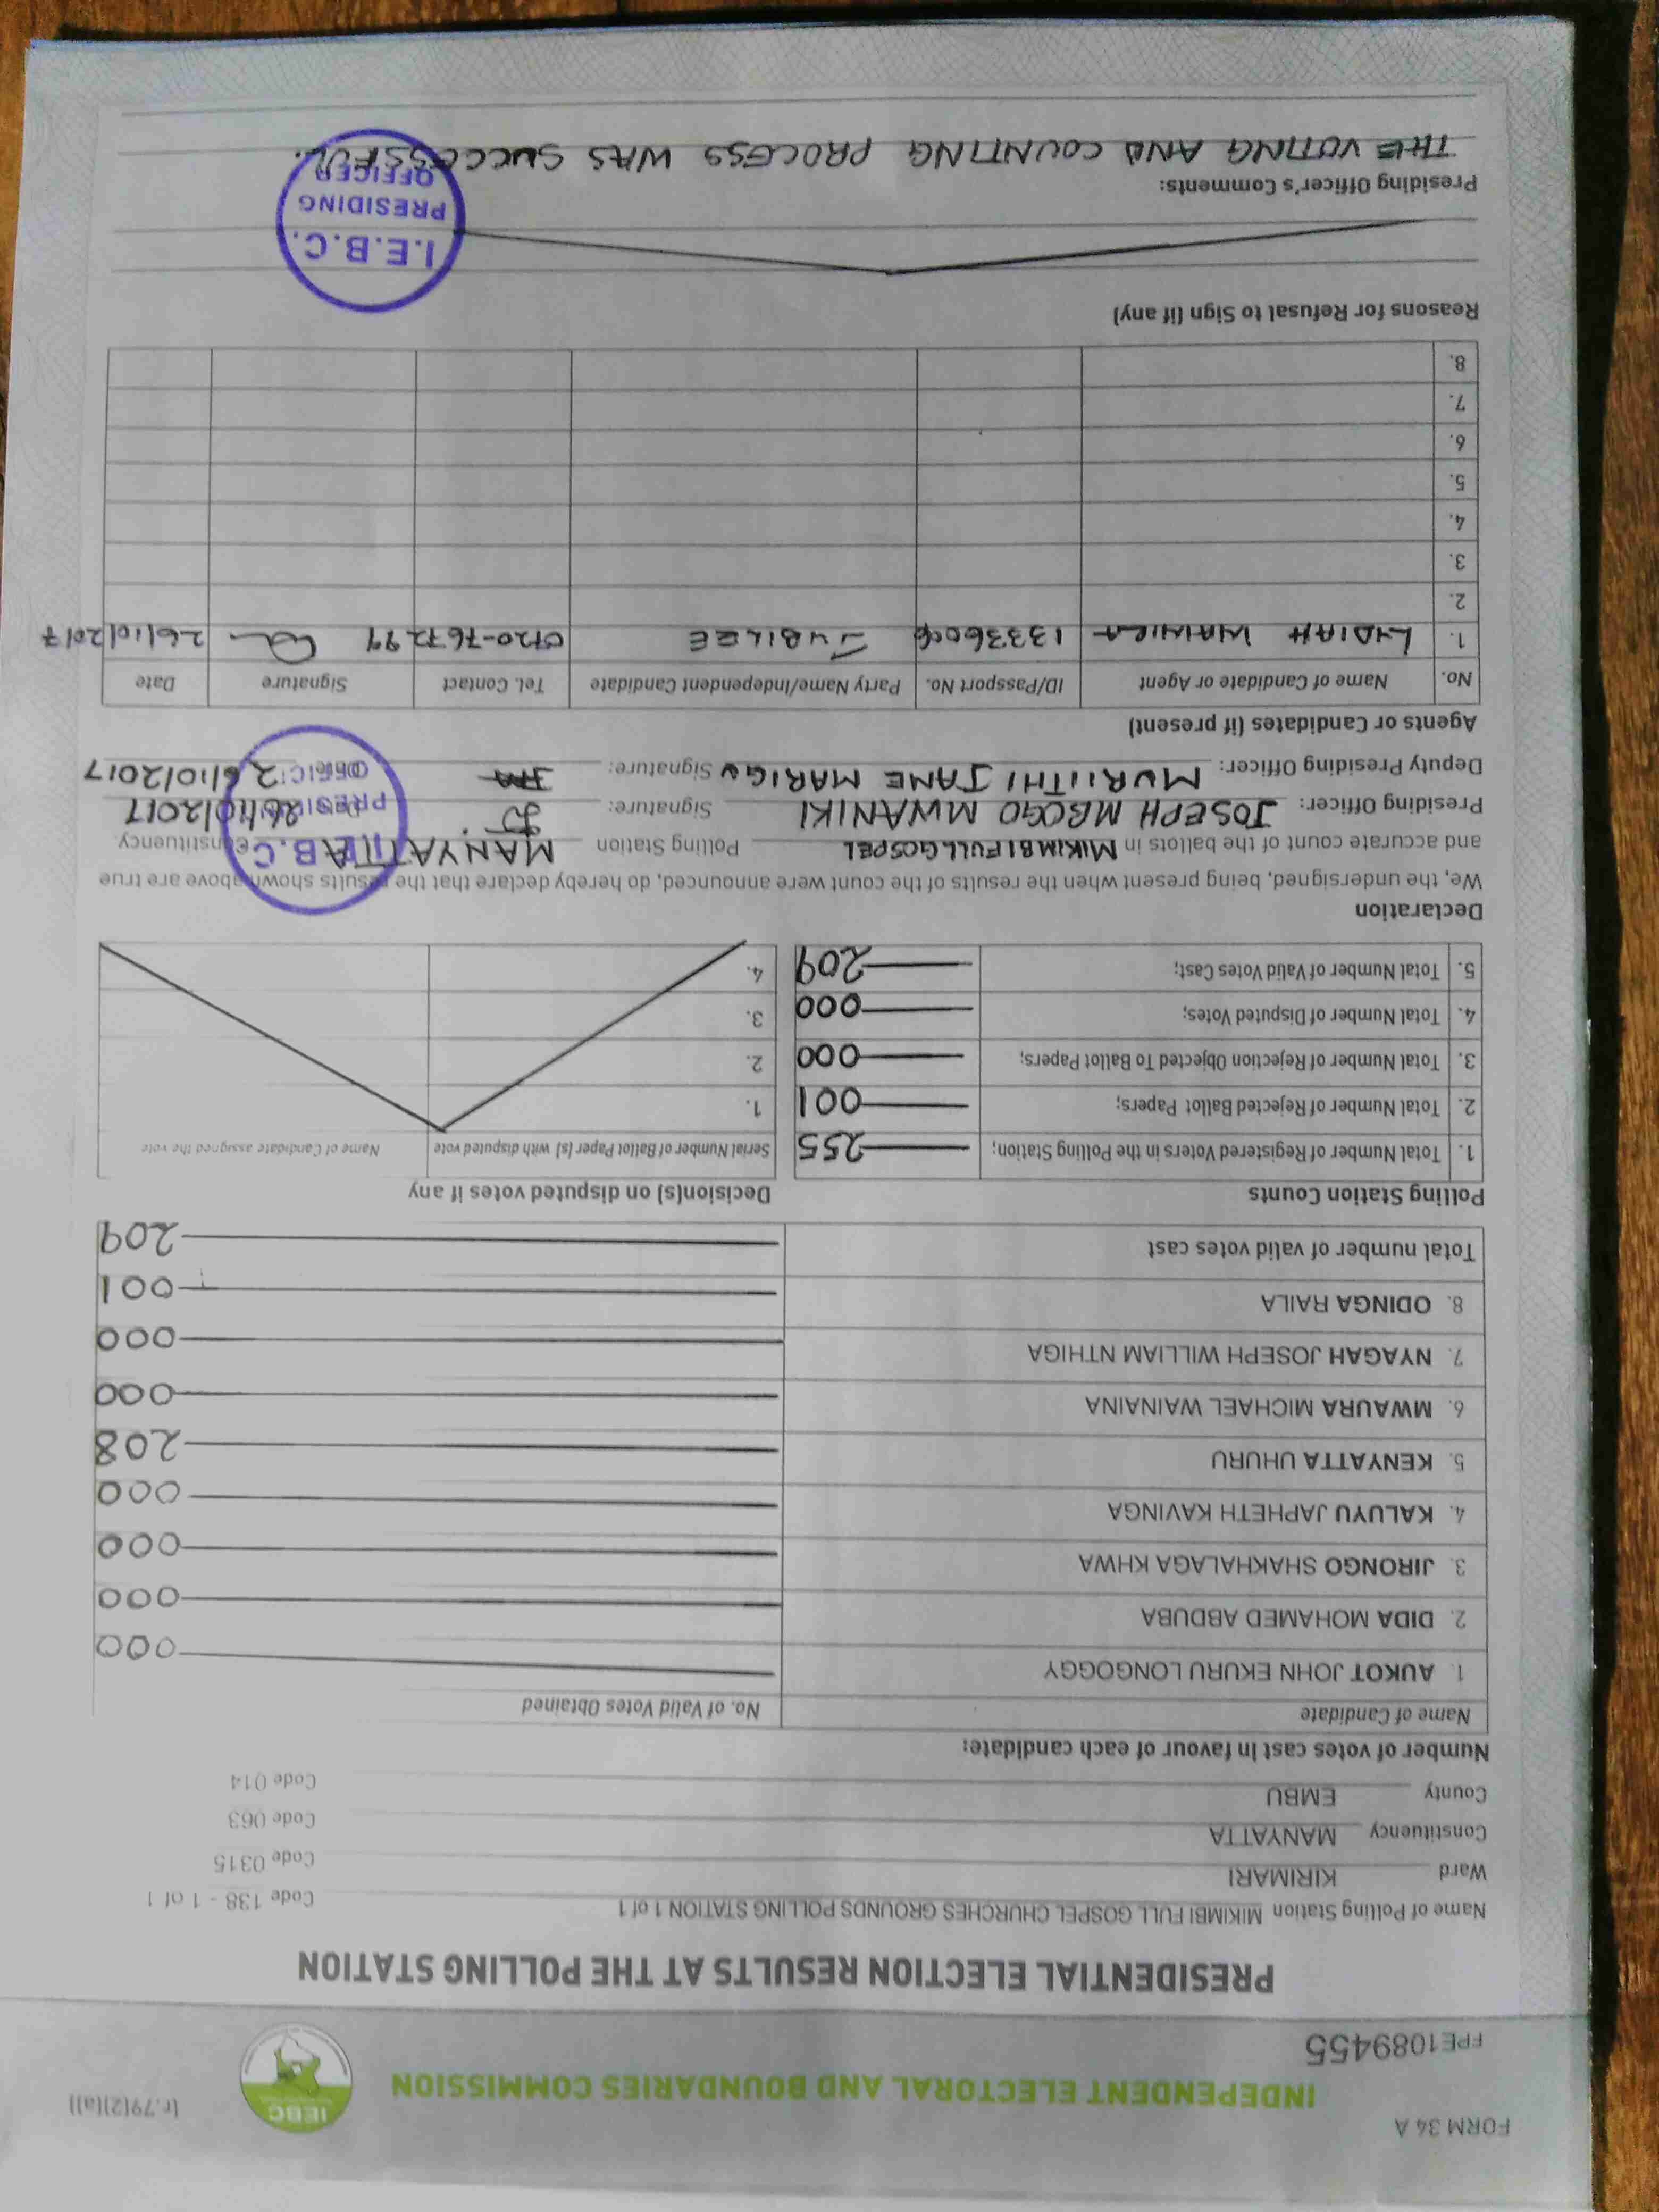 FORM 34 A
(r.79(2)(a))
INDEPENDENT ELECTORAL AND BOUNDARIES COMMISSION
IEBC
FPE1089455
PRESIDENTIAL ELECTION RESULTS AT THE POLLING STATION
Name of Polling Station MIKIMBI FULL GOSPEL CHURCHES GROUNDS POLLING STATION 1 of 1 Code 138 - 1 of 1
Ward KIRIMARI Code 0315
Constituency MANYATTA Code 063
County EMBU Code 014
Number of votes cast in favour of each candidate:
Name of Candidate No. of Valid Votes Obtained
1. AUKOT JOHN EKURU LONGOGGY 000
2. DIDA MOHAMED ABDUBA 000
3. JIRONGO SHAKHALAGA KHWA 000
4. KALUYU JAPHETH KAVINGA 000
5. KENYATTA UHURU 208
6. MWAURA MICHAEL WAINAINA 000
7. NYAGAH JOSEPH WILLIAM NTHIGA 000
8. ODINGA RAILA 001
Total number of valid votes cast 209
Polling Station Counts
1. Total Number of Registered Voters in the Polling Station; 255
2. Total Number of Rejected Ballot Papers; 001
3. Total Number of Rejection Objected To Ballot Papers; 000
4. Total Number of Disputed Votes; 000
5. Total Number of Valid Votes Cast; 209
Decision(s) on disputed votes if any
Serial Number of Ballot Paper (s) with disputed vote Name of Candidate assigned the vote
1.
2.
3.
4.
Declaration
We, the undersigned, being present when the results of the count were announced, do hereby declare that the results shown above are true
and accurate count of the ballots in MIKIMBI FULL GOSPEL Polling Station MANYATTA Constituency
Presiding Officer: JOSEPH MBOGO MWANIKI Signature: 26/10/2017
Deputy Presiding Officer: MURIITHI JANE MARIGU Signature: Date: 26/10/2017
I.E.B.C.
PRESIDING
OFFICER
Agents or Candidates (if present)
No. Name of Candidate or Agent ID/Passport No. Party Name/Independent Candidate Tel. Contact Signature Date
1. LYDIAH WAINICA 13336006 JUBILEE 0720-767299 26/10/2017
2.
3.
4.
5.
6.
7.
8.
Reasons for Refusal to Sign (if any)
I.E.B.C.
PRESIDING
OFFICER
Presiding Officer's Comments:
THE VOTING AND COUNTING PROCESS WAS SUCCESSFUL.